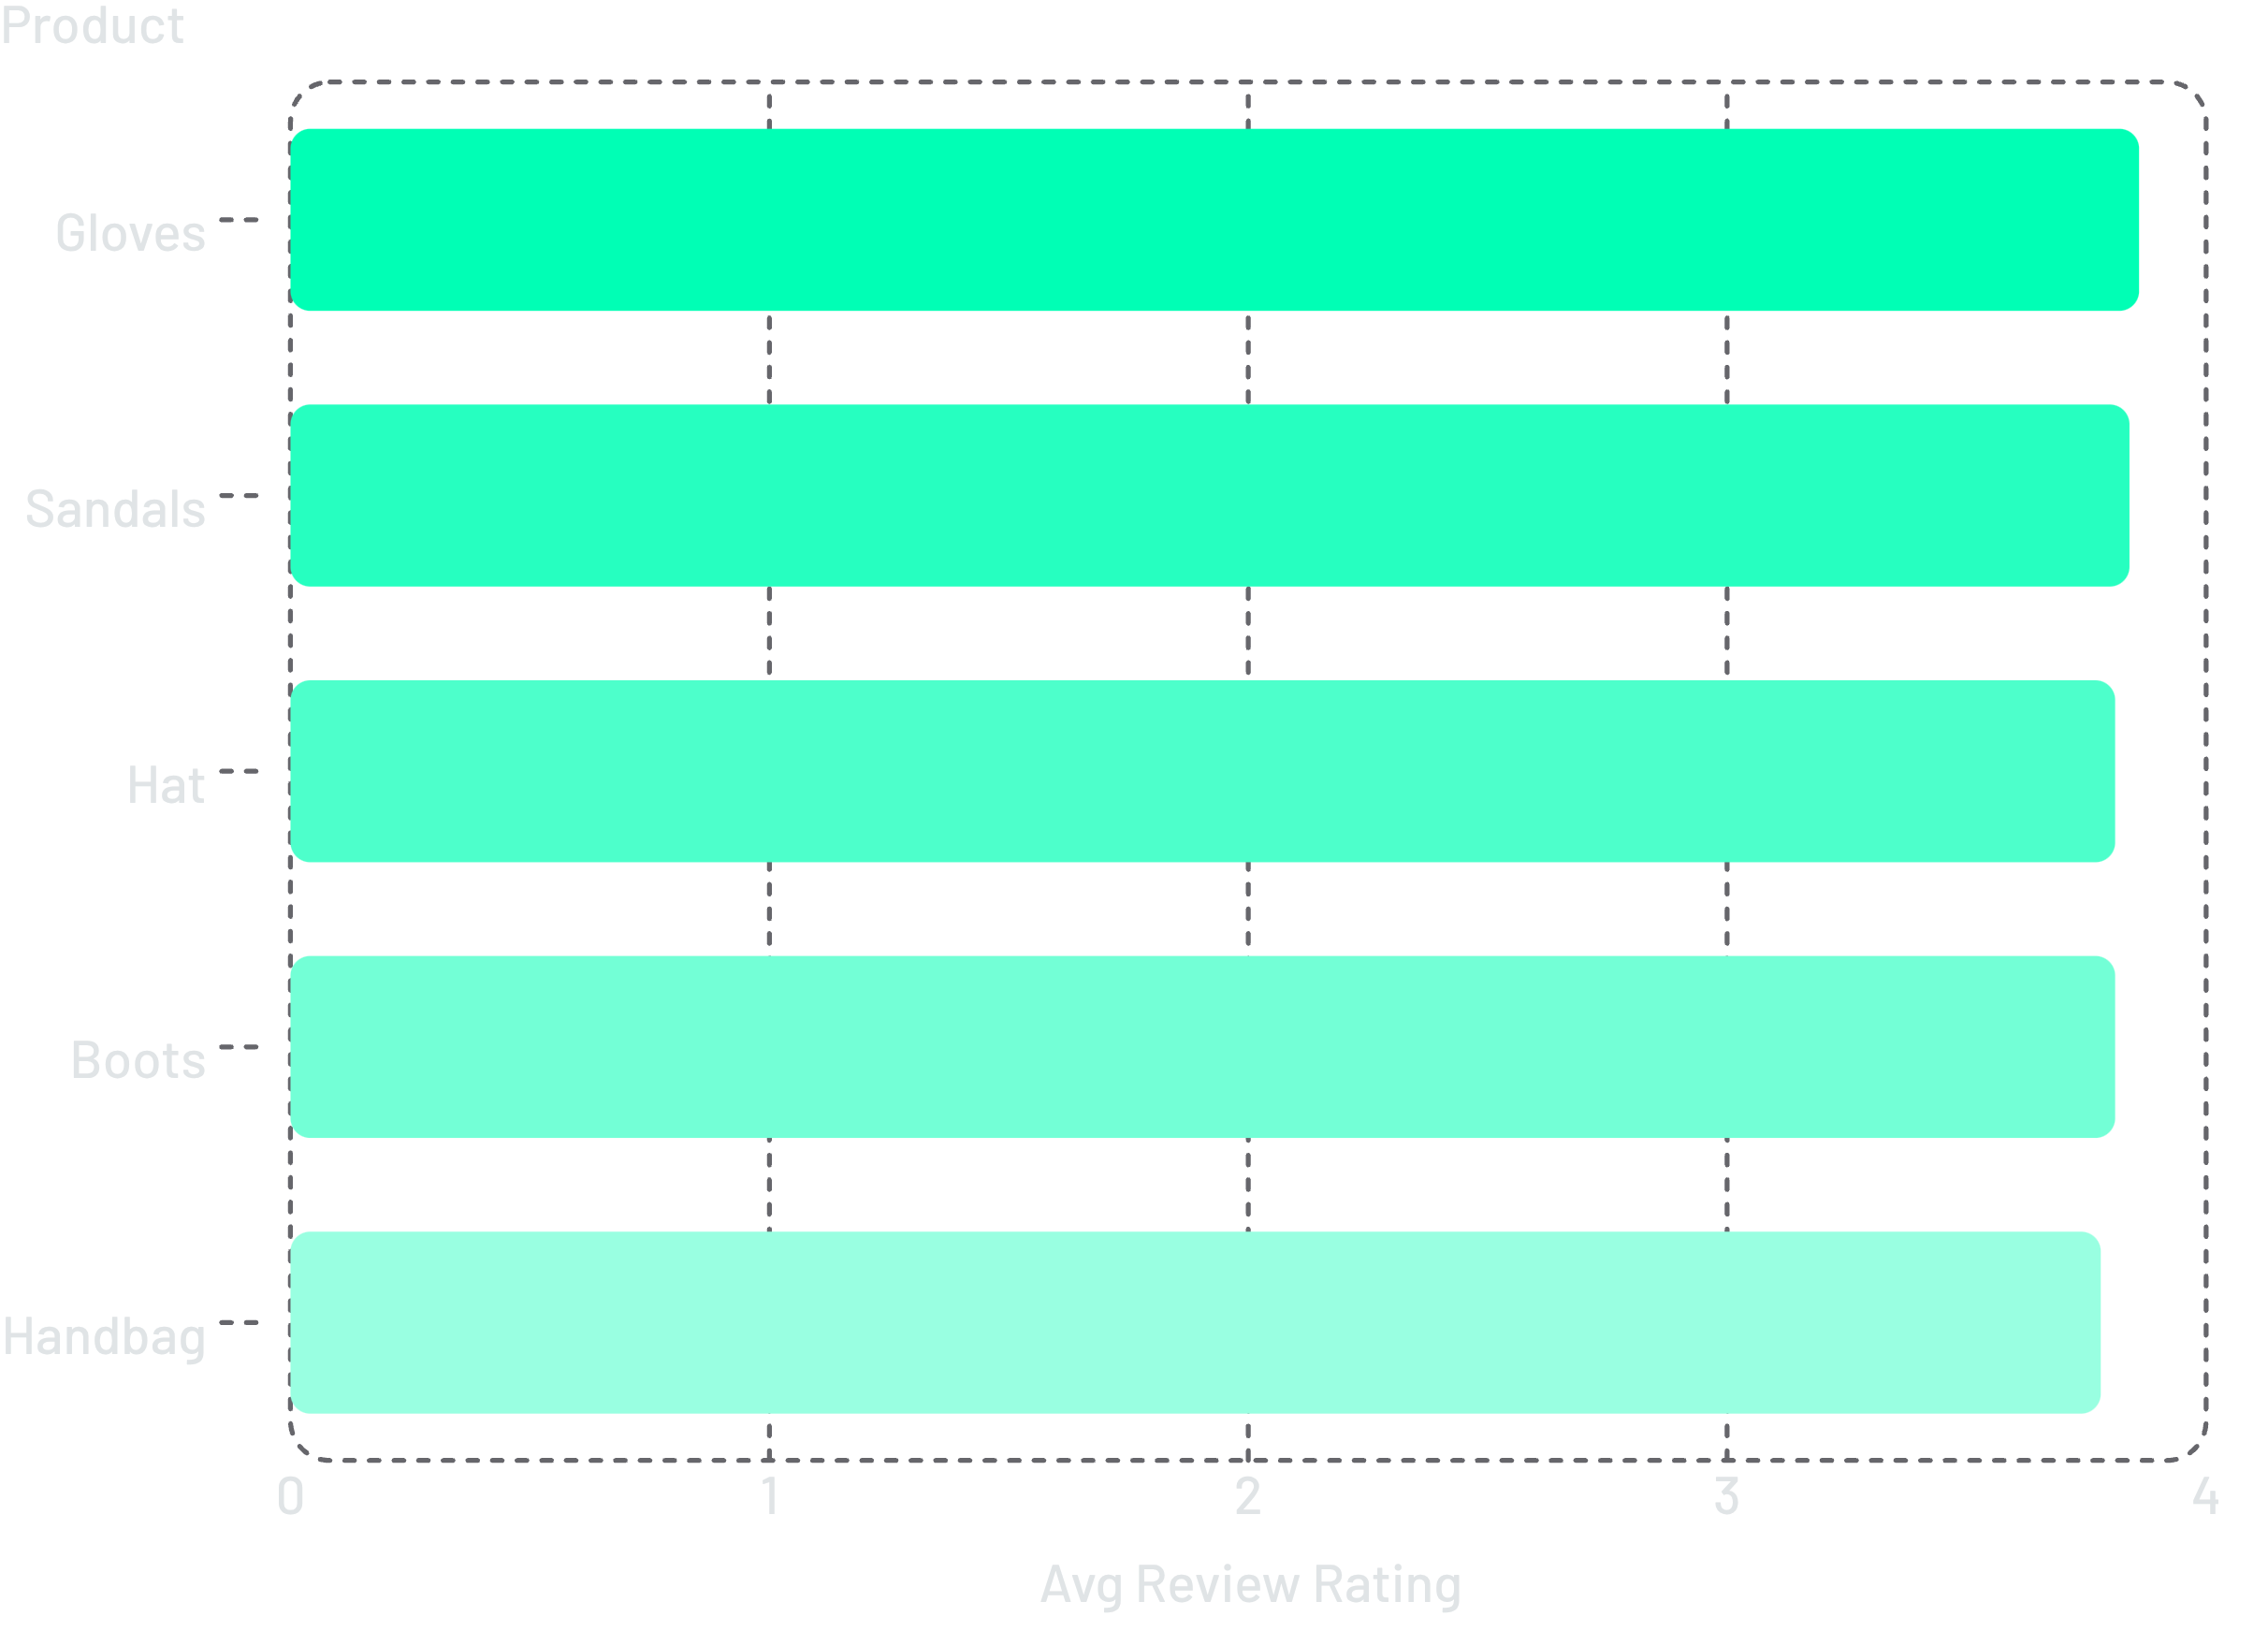 Product
Gloves
Sandals
Hat
Boots
Handbag
0 1 2 3 4
Avg Review Rating